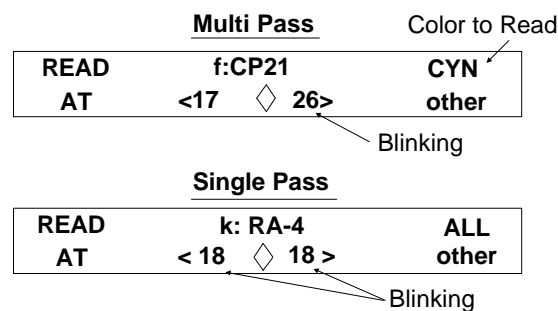 Multi Pass
Color to Read
READ f:CP21 CYN
AT <17 ◇ 26> other
Blinking
Single Pass
READ k: RA-4 ALL
AT < 18 ◇ 18 > other
Blinking